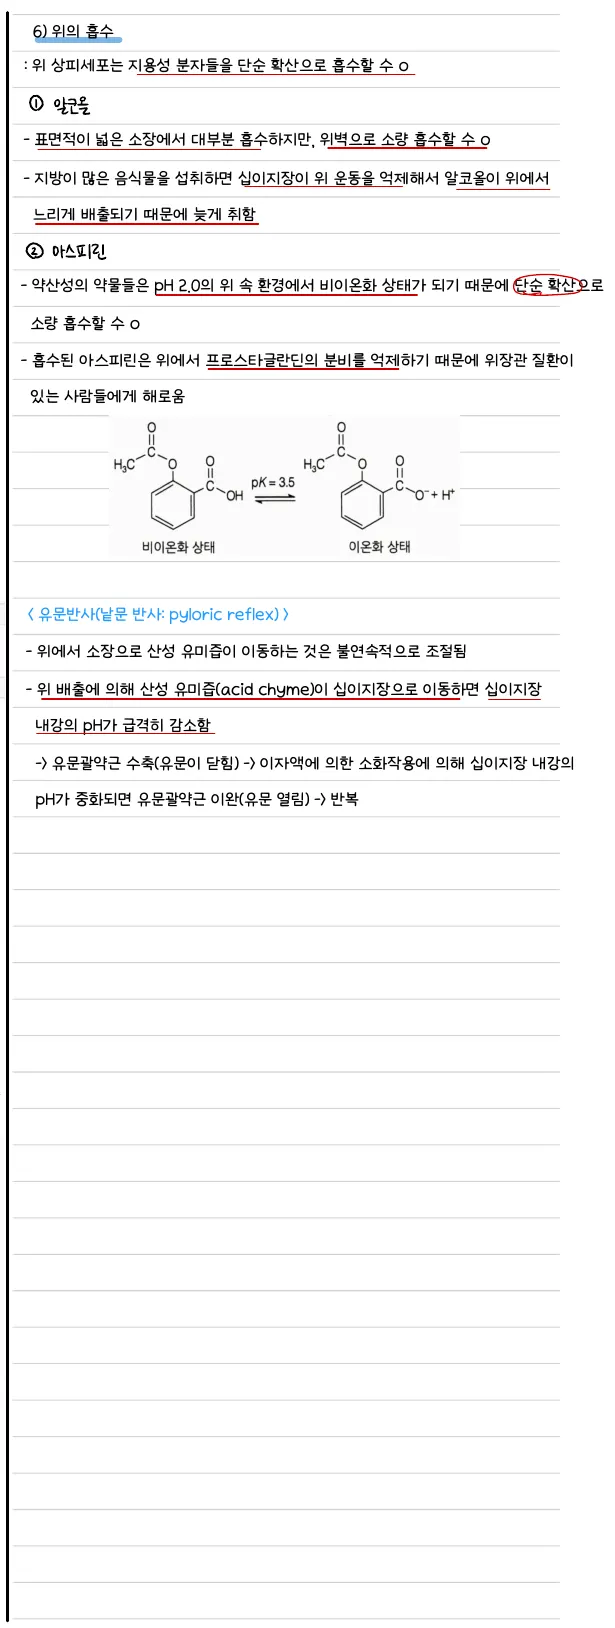 6) 위의 흡수
: 위 상피세포는 지용성 분자들을 단순 확산으로 흡수할 수 o
① 알코올
- 표면적이 넓은 소장에서 대부분 흡수하지만, 위벽으로 소량 흡수할 수 o
- 지방이 많은 음식물을 섭취하면 십이지장이 위 운동을 억제해서 알코올이 위에서
느리게 배출되기 때문에 늦게 취함
② 아스피린
- 약산성의 약물들은 pH 2.0의 위 속 환경에서 비이온화 상태가 되기 때문에 단순 확산으로
소량 흡수할 수 o
- 흡수된 아스피린은 위에서 프로스타글란딘의 분비를 억제하기 때문에 위장관 질환이
있는 사람들에게 해로움
O O
H₃C C O O C OH pK = 3.5 H₃C C O O C O⁻ + H⁺
비이온화 상태 이온화 상태
< 유문반사(날문 반사: pyloric reflex) >
- 위에서 소장으로 산성 유미즙이 이동하는 것은 불연속적으로 조절됨
- 위 배출에 의해 산성 유미즙(acid chyme)이 십이지장으로 이동하면 십이지장
내강의 pH가 급격히 감소함
-> 유문괄약근 수축(유문이 닫힘) -> 이자액에 의한 소화작용에 의해 십이지장 내강의
pH가 중화되면 유문괄약근 이완(유문 열림) -> 반복